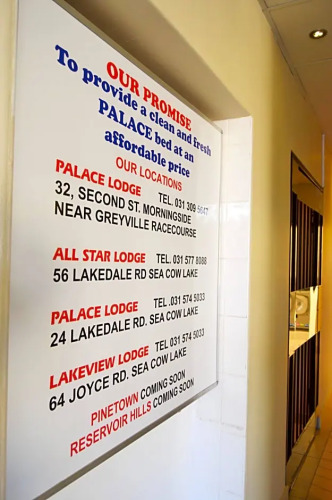 OUR PROMISE
To provide a clean and fresh
PALACE bed at an
affordable price
OUR LOCATIONS
PALACE LODGE TEL. 031 309 5647
32, SECOND ST. MORNINGSIDE
NEAR GREYVILLE RACECOURSE
ALL STAR LODGE TEL. 031 577 8088
56 LAKEDALE RD SEA COW LAKE
PALACE LODGE TEL .031 574 5033
24 LAKEDALE RD. SEA COW LAKE
LAKEVIEW LODGE TEL 031 574 5033
64 JOYCE RD. SEA COW LAKE
PINETOWN COMING SOON
RESERVOIR HILLS COMING SOON